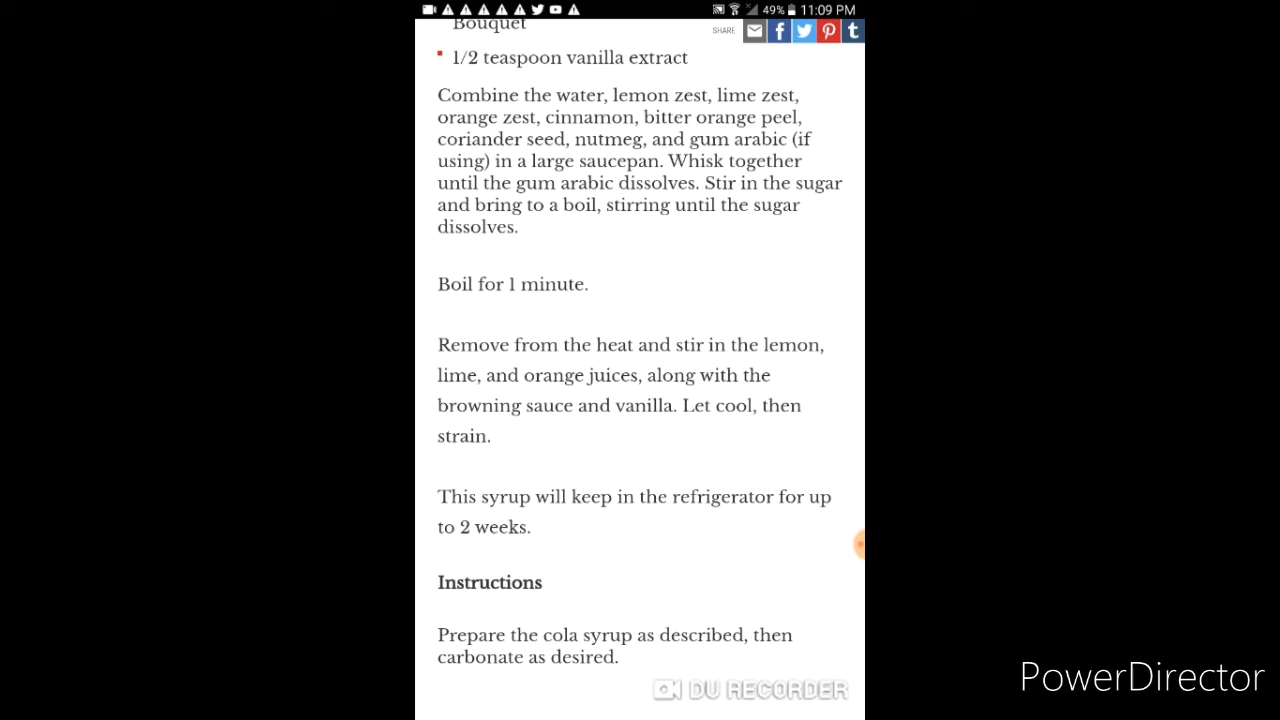 49% 11:09 PM
Bouquet
SHARE
1/2 teaspoon vanilla extract
Combine the water, lemon zest, lime zest,
orange zest, cinnamon, bitter orange peel,
coriander seed, nutmeg, and gum arabic (if
using) in a large saucepan. Whisk together
until the gum arabic dissolves. Stir in the sugar
and bring to a boil, stirring until the sugar
dissolves.
Boil for 1 minute.
Remove from the heat and stir in the lemon,
lime, and orange juices, along with the
browning sauce and vanilla. Let cool, then
strain.
This syrup will keep in the refrigerator for up
to 2 weeks.
Instructions
Prepare the cola syrup as described, then
carbonate as desired.
DU RECORDER
PowerDirector